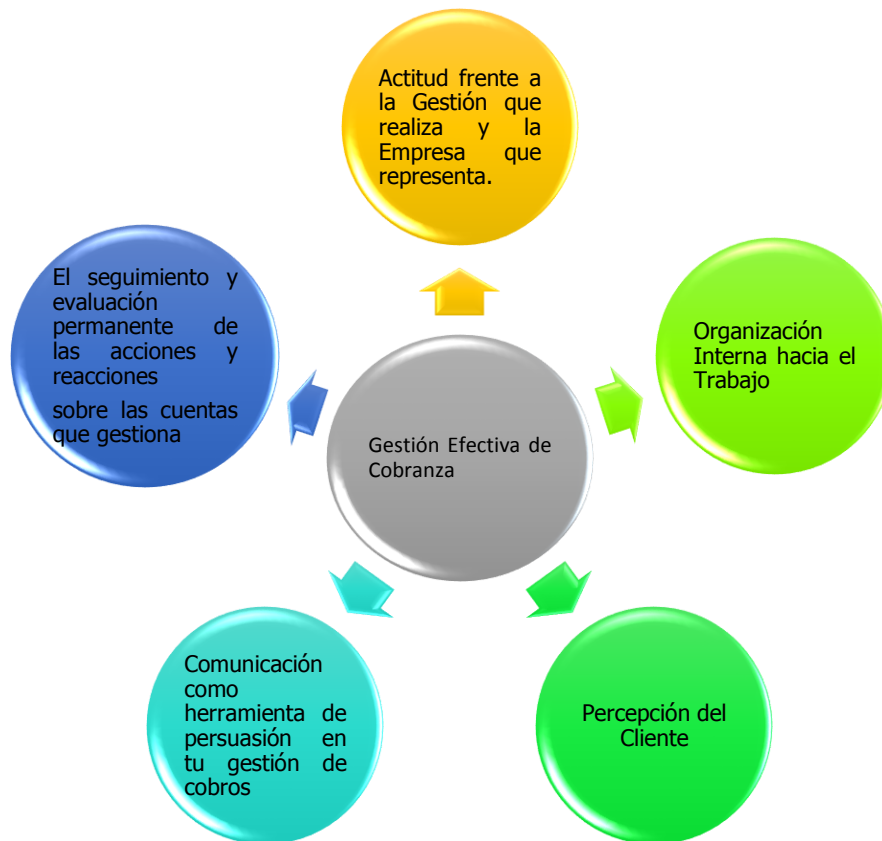 Actitud frente a
la Gestión que
realiza y la
Empresa que
representa.
El seguimiento y
evaluación
permanente de
las acciones y
reacciones
sobre las cuentas
que gestiona
Organización
Interna hacia el
Trabajo
Gestión Efectiva de
Cobranza
Comunicación
como
herramienta de
persuasión en
tu gestión de
cobros
Percepción del
Cliente